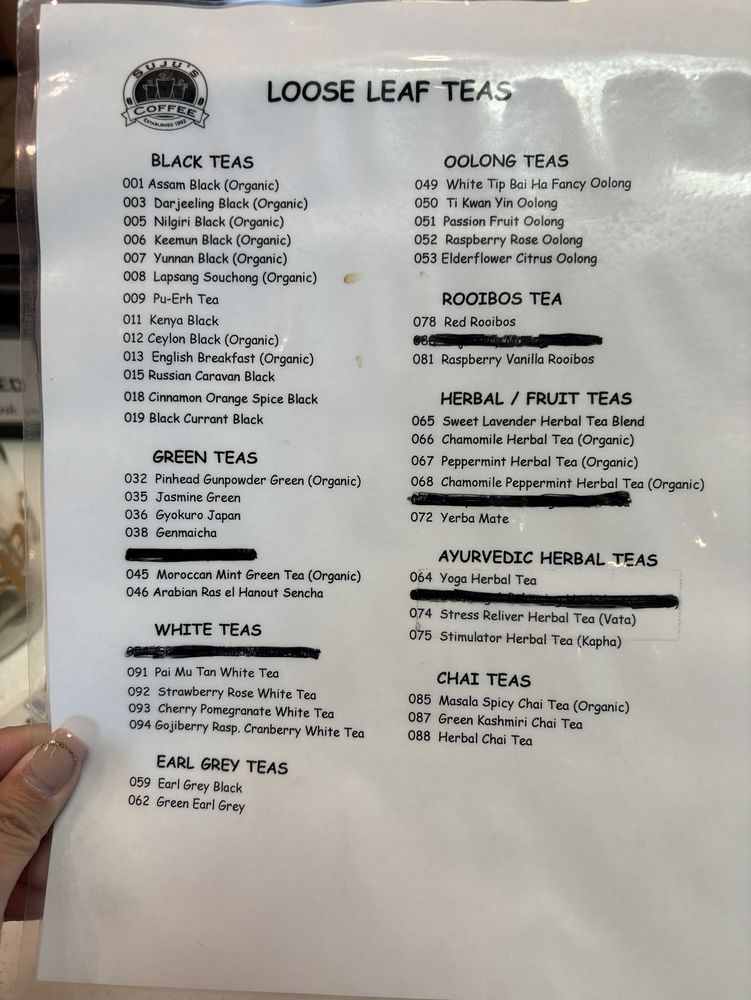 SUJU'S
COFFEE
ESTABLISHED 1992
LOOSE LEAF TEAS
BLACK TEAS
001 Assam Black (Organic)
003 Darjeeling Black (Organic)
005 Nilgiri Black (Organic)
006 Keemun Black (Organic)
007 Yunnan Black (Organic)
008 Lapsang Souchong (Organic)
009 Pu-Erh Tea
011 Kenya Black
012 Ceylon Black (Organic)
013 English Breakfast (Organic)
015 Russian Caravan Black
018 Cinnamon Orange Spice Black
019 Black Currant Black
GREEN TEAS
032 Pinhead Gunpowder Green (Organic)
035 Jasmine Green
036 Gyokuro Japan
038 Genmaicha
045 Moroccan Mint Green Tea (Organic)
046 Arabian Ras el Hanout Sencha
WHITE TEAS
091 Pai Mu Tan White Tea
092 Strawberry Rose White Tea
093 Cherry Pomegranate White Tea
094 Gojiberry Rasp. Cranberry White Tea
EARL GREY TEAS
059 Earl Grey Black
062 Green Earl Grey
OOLONG TEAS
049 White Tip Bai Ha Fancy Oolong
050 Ti Kwan Yin Oolong
051 Passion Fruit Oolong
052 Raspberry Rose Oolong
053 Elderflower Citrus Oolong
ROOIBOS TEA
078 Red Rooibos
081 Raspberry Vanilla Rooibos
HERBAL / FRUIT TEAS
065 Sweet Lavender Herbal Tea Blend
066 Chamomile Herbal Tea (Organic)
067 Peppermint Herbal Tea (Organic)
068 Chamomile Peppermint Herbal Tea (Organic)
072 Yerba Mate
AYURVEDIC HERBAL TEAS
064 Yoga Herbal Tea
074 Stress Reliver Herbal Tea (Vata)
075 Stimulator Herbal Tea (Kapha)
CHAI TEAS
085 Masala Spicy Chai Tea (Organic)
087 Green Kashmiri Chai Tea
088 Herbal Chai Tea